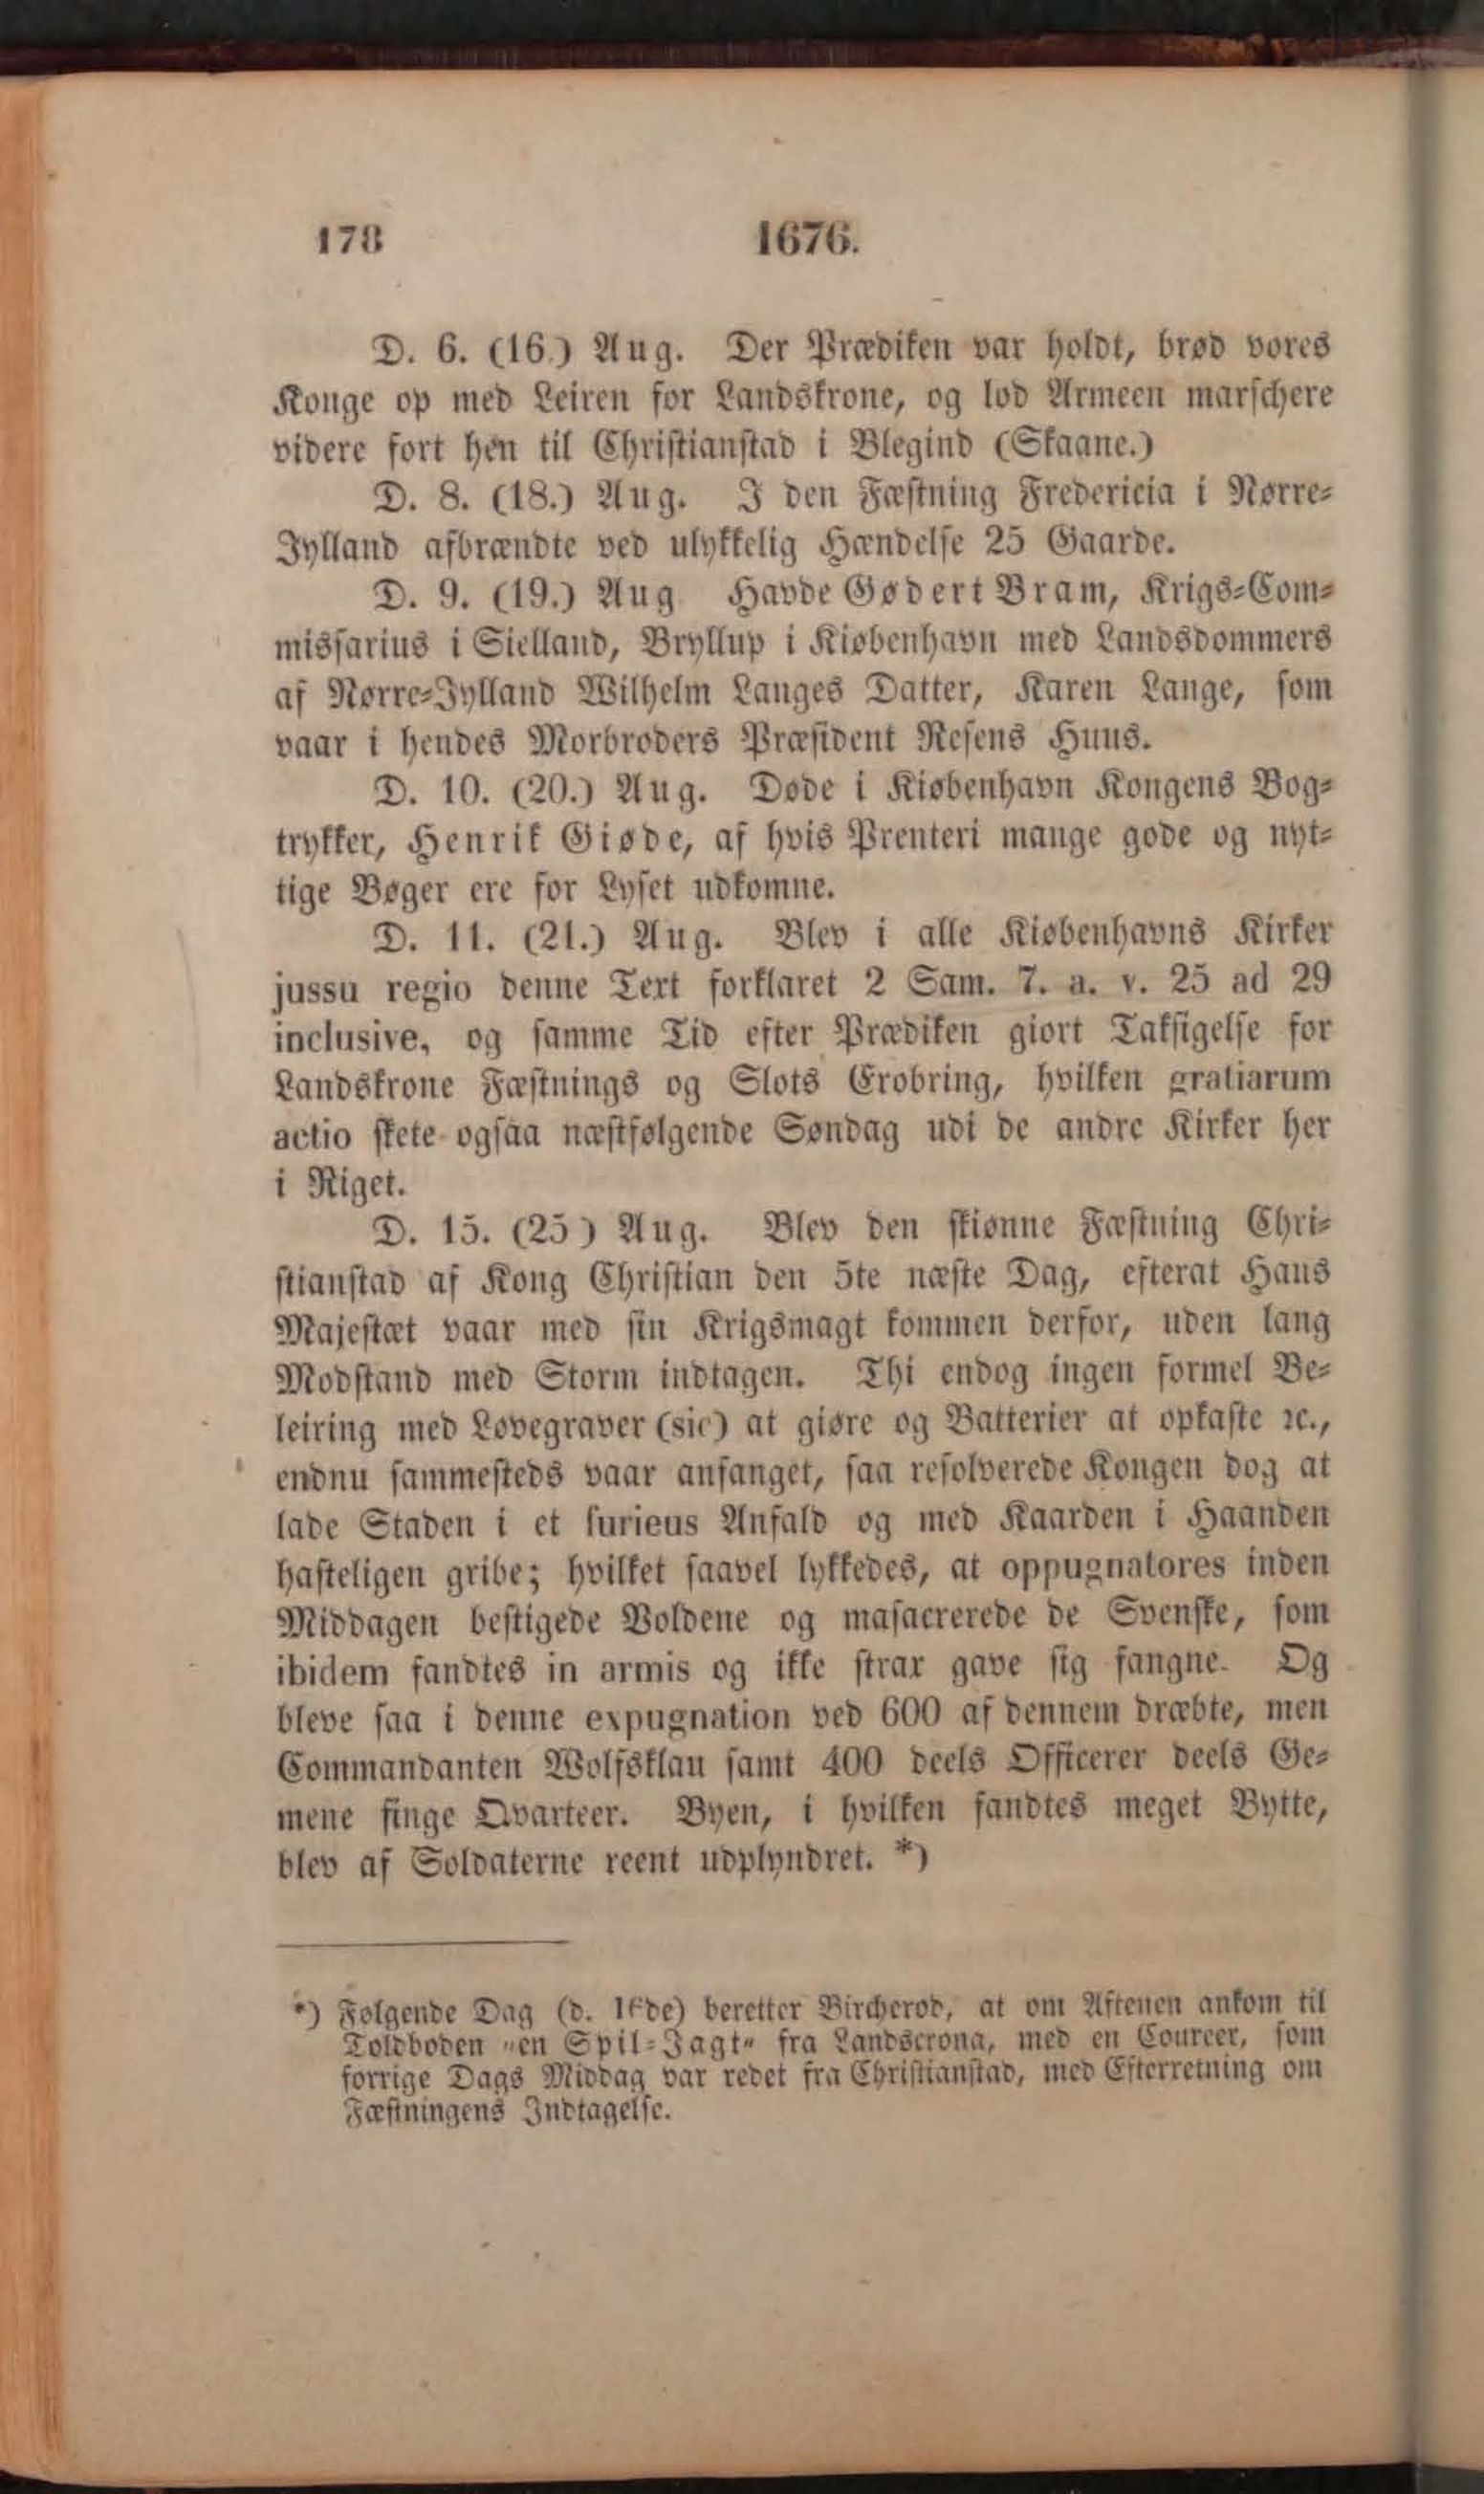 178 1676.
D. 6. (16.) Aug. Der Prædiken var holdt, brød vores
Konge op med Leiren for Landskrone, og lod Armeen marschere
videre fort hen til Christianstad i Blegind (Skaane.)
D. 8. (18.) Aug. I den Fæstning Fredericia i Nørre-
Jylland afbrændte ved ulykkelig Hændelse 25 Gaarde.
D. 9. (19.) Aug. Havde Gødert Bram, Krigs-Com-
missarius i Sielland, Bryllup i Kiøbenhavn med Landsdommers
af Nørre-Jylland Wilhelm Langes Datter, Karen Lange, som
vaar i hendes Morbroders Præsident Resens Huus.
D. 10. (20.) Aug. Døde i Kiøbenhavn Kongens Bog-
trykker, Henrik Giøde, af hvis Prenteri mange gode og nyt-
tige Bøger ere for Lyset udkomne.
D. 11. (21.) Aug. Blev i alle Kiøbenhavns Kirker
jussu regio denne Text forklaret 2 Sam. 7. a. v. 25 ad 29
inclusive, og samme Tid efter Prædiken giort Taksigelse for
Landskrone Fæstnings og Slots Erobring, hvilken gratiarum
actio skete ogsaa næstfølgende Søndag udi de andre Kirker her
i Riget.
D. 15. (25) Aug. Blev den skiønne Fæstning Chri-
stianstad af Kong Christian den 5te næste Dag, efterat Hans
Majestæt vaar med sin Krigsmagt kommen derfor, uden lang
Modstand med Storm indtagen. Thi endog ingen formel Be-
leiring med Lovegraver (sic) at giøre og Batterier at opkaste ꝛc.,
endnu sammesteds vaar anfanget, saa resolverede Kongen dog at
lade Staden i et furieus Anfald og med Kaarden i Haanden
hasteligen gribe; hvilket saavel lykkedes, at oppugnatores inden
Middagen bestigede Voldene og masacrerede de Svenske, som
ibidem fandtes in armis og ikke strax gave sig fangne. Og
bleve saa i denne expugnation ved 600 af dennem dræbte, men
Commandanten Wolfsklau samt 400 deels Officerer deels Ge-
mene finge Qvarteer. Byen, i hvilken fandtes meget Bytte,
blev af Soldaterne reent udplyndret. *)
*) Følgende Dag (d. 16de) beretter Bircherod, at om Aftenen ankom til
Toldboden "en Spil-Jagt" fra Landscrona, med en Coureer, som
forrige Dags Middag var redet fra Christianstad, med Efterretning om
Fæstningens Indtagelse.